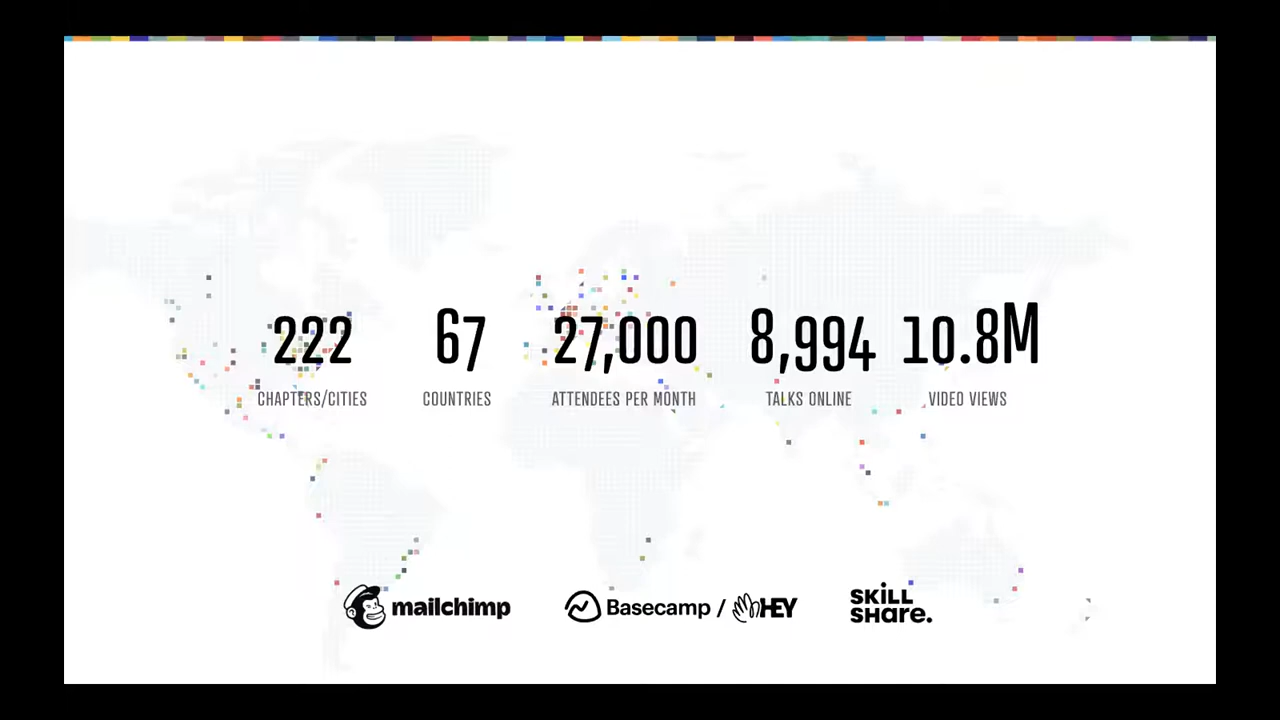 222 67 27,000 8,994 10.8M
CHAPTERS/CITIES COUNTRIES ATTENDEES PER MONTH TALKS ONLINE VIDEO VIEWS
mailchimp Basecamp / HEY SKILL
SHare.